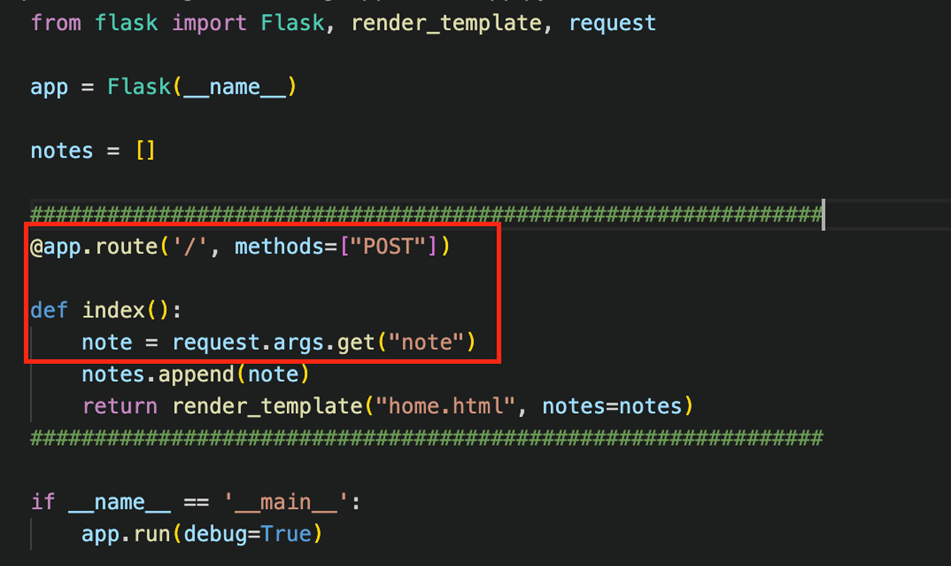 from flask import Flask, render_template, request
app = Flask(__name__)
notes = []
##############################################################
@app.route('/', methods=["POST"])
def index():
note = request.args.get("note")
notes.append(note)
return render_template("home.html", notes=notes)
##############################################################
if __name__ == '__main__':
app.run(debug=True)